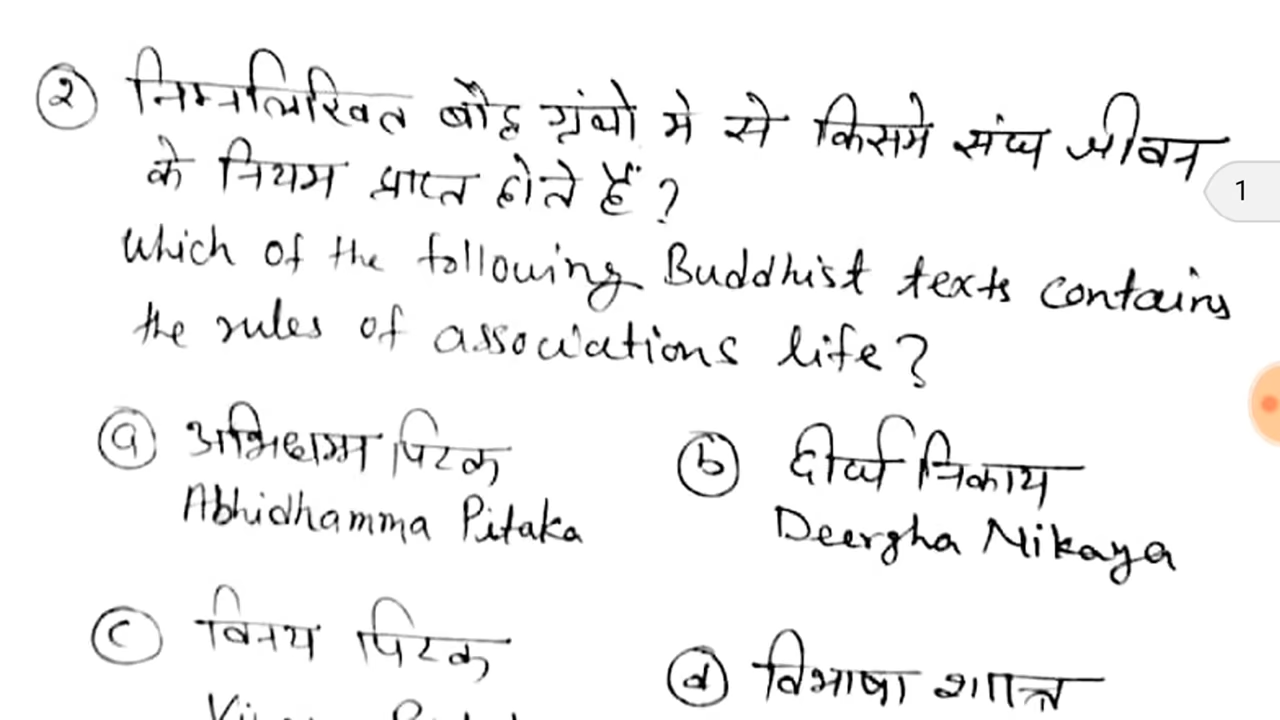 २ निम्नलिखित बौद्ध ग्रंथो मे से किसमे संघ जीवन
के नियम प्राप्त होते हैं ?
1
Which of the following Buddhist texts contains
the rules of associations life ?
a अभिधम्म पिटक
Abhidhamma Pitaka
b दीर्घ निकाय
Deergha Nikaya
c विनय पिटक
d विभाषा शास्त्र